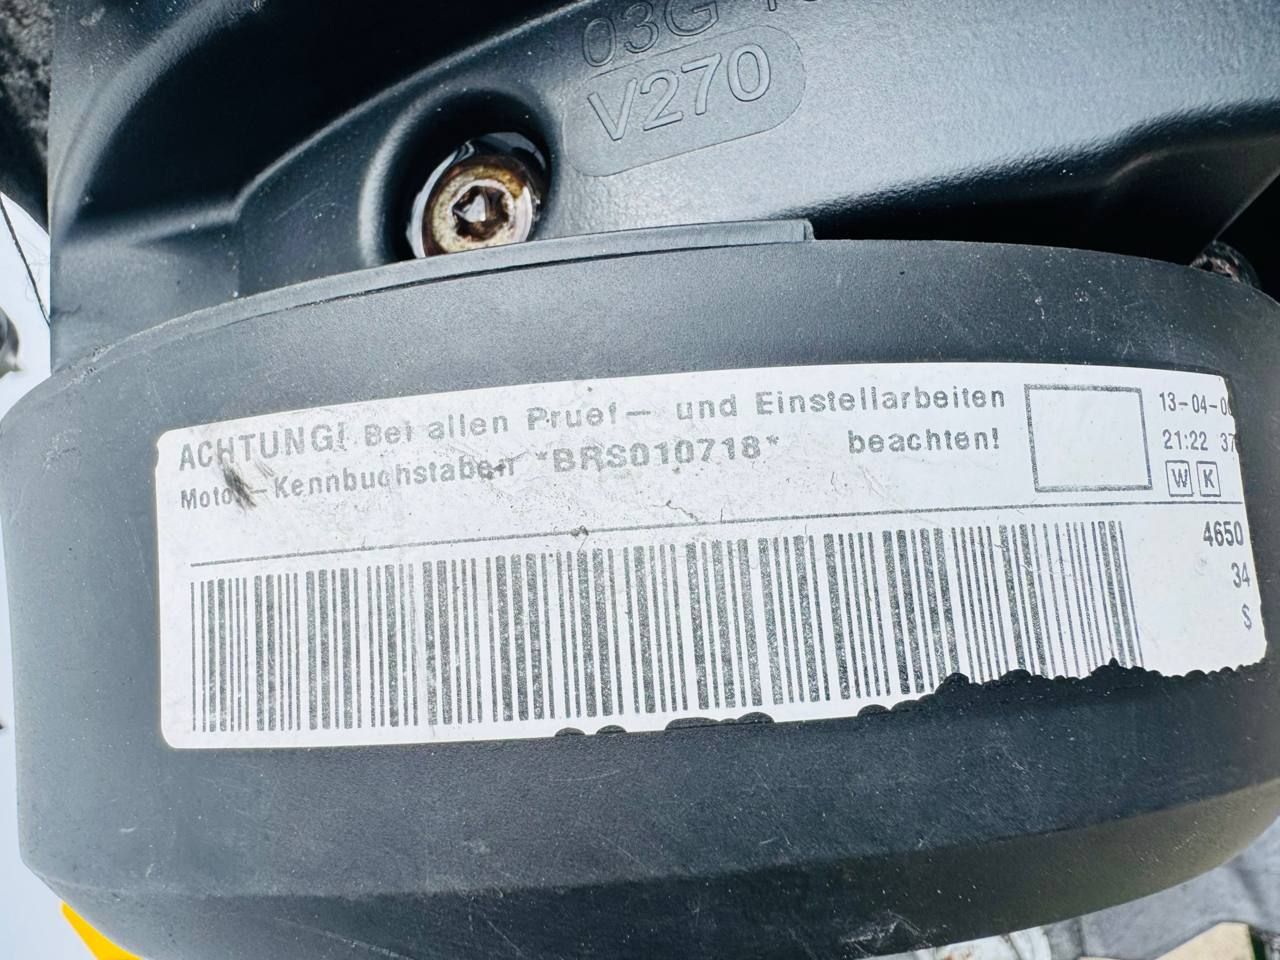 03G
V270
ACHTUNG! Bei allen Pruef- und Einstellarbeiten
Motor-Kennbuchstaben *BRS010718* beachten!
13-04-0
21:22 37
W K
4650
34
S